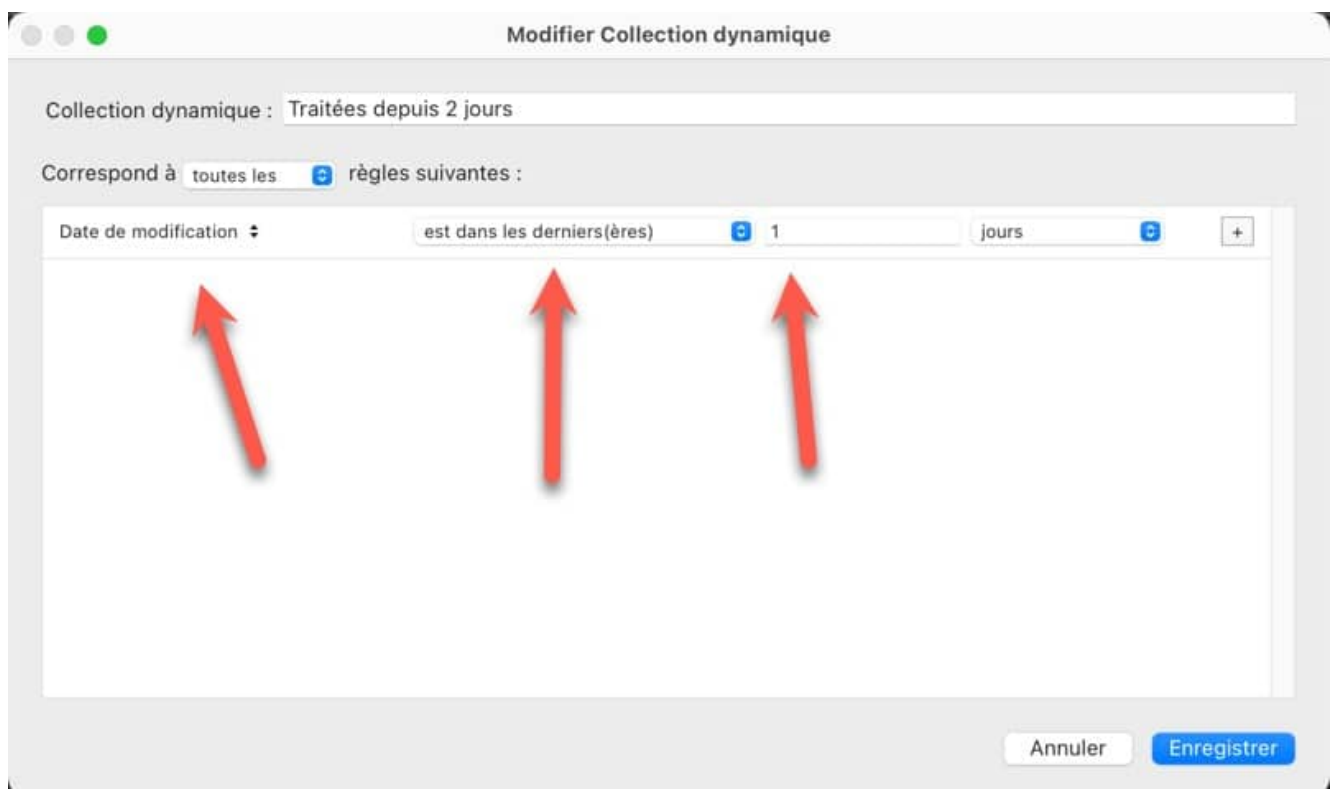 Modifier Collection dynamique
Collection dynamique : Traitées depuis 2 jours
Correspond à toutes les règles suivantes :
Date de modification est dans les derniers(ères) 1 jours +
Annuler Enregistrer